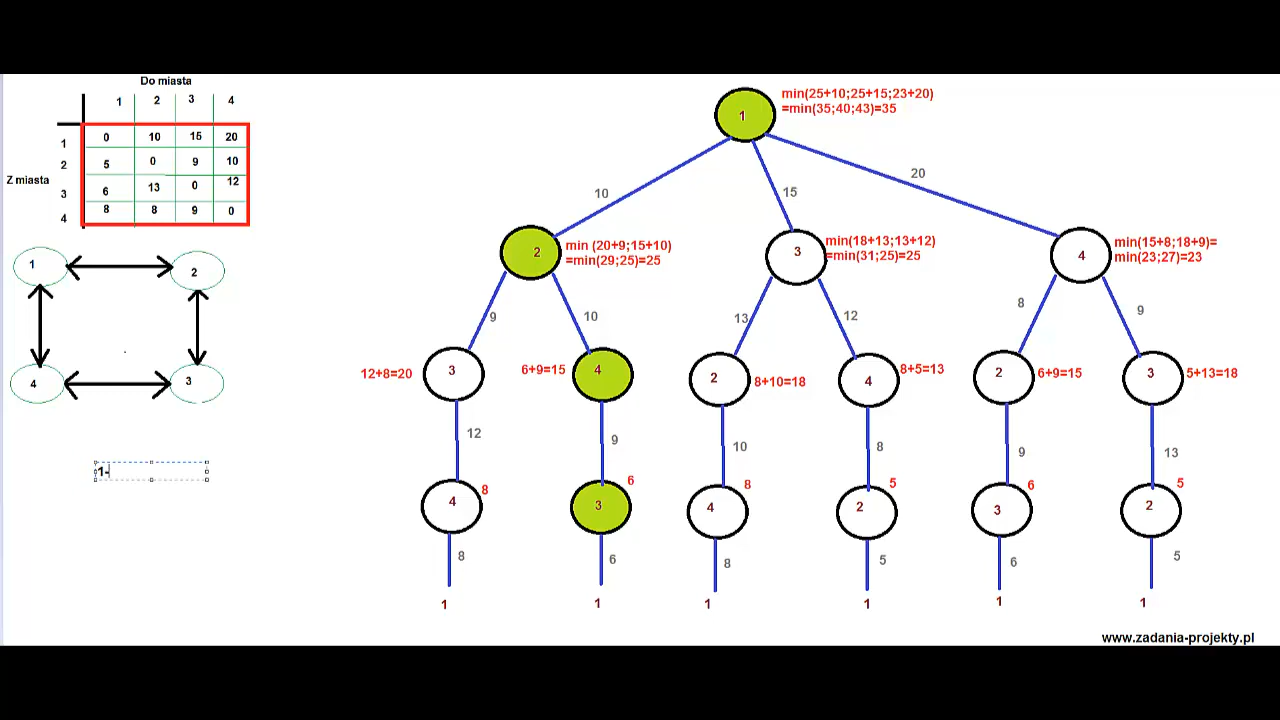 Do miasta
1 2 3 4
1 0 10 15 20
2 5 0 9 10
Z miasta
3 6 13 0 12
4 8 8 9 0
1 2
4 3
1-
1
min(25+10;25+15;23+20)
=min(35;40;43)=35
10 15 20
2
min (20+9;15+10)
=min(29;25)=25
3
min(18+13;13+12)
=min(31;25)=25
4
min(15+8;18+9)=
min(23;27)=23
9 10 13 12 8 9
12+8=20 3
6+9=15 4
2 8+10=18
4 8+5=13
2 6+9=15
3 5+13=18
12 9 10 8 9 13
4 8
3 6
4 8
2 5
3 6
2 5
8 6 8 5 6 5
1 1 1 1 1 1
www.zadania-projekty.pl